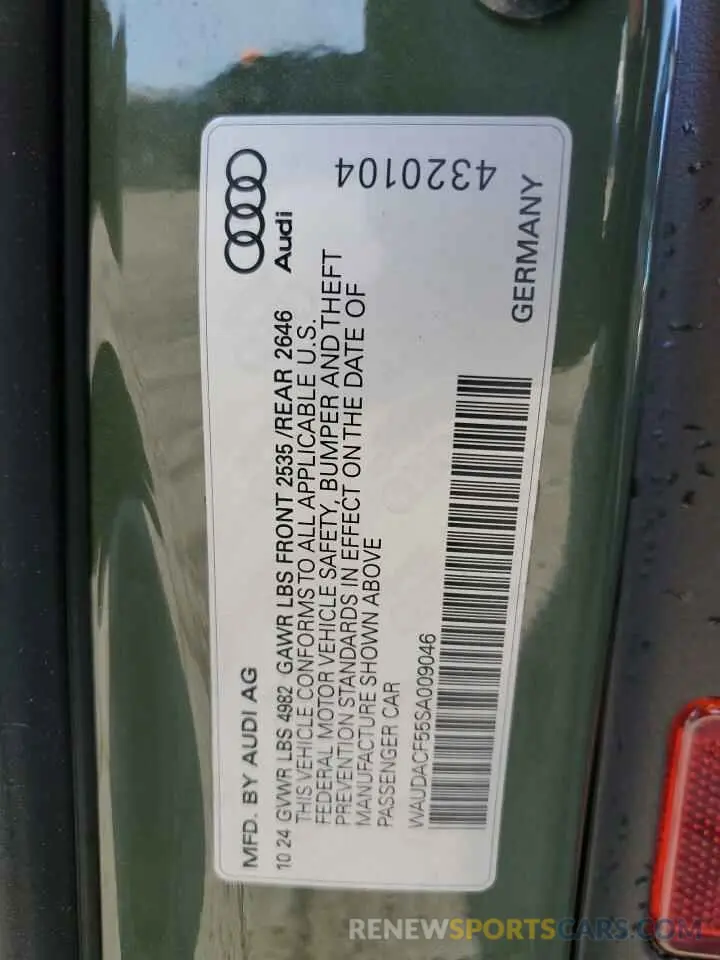 MFD. BY AUDI AG
Audi
10 24 GVWR LBS 4982 GAWR LBS FRONT 2535 /REAR 2646
THIS VEHICLE CONFORMS TO ALL APPLICABLE U.S.
FEDERAL MOTOR VEHICLE SAFETY, BUMPER AND THEFT
PREVENTION STANDARDS IN EFFECT ON THE DATE OF
MANUFACTURE SHOWN ABOVE
PASSENGER CAR
WAUDACF55SA009046
4320104
GERMANY
RENEWSPORTSCARS.COM